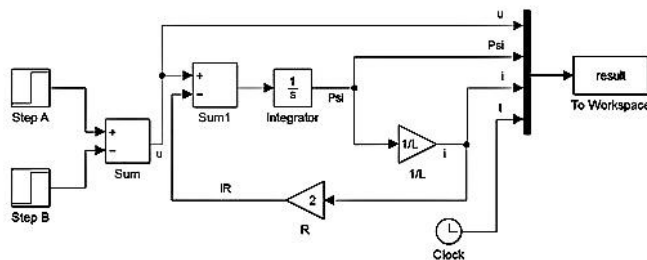 u
Psi
i
t
result
To Workspace
Step A
+
−
Sum
u
+
−
Sum1
1
s
Integrator
Psi
1/L
i
1/L
IR
2
R
Step B
Clock